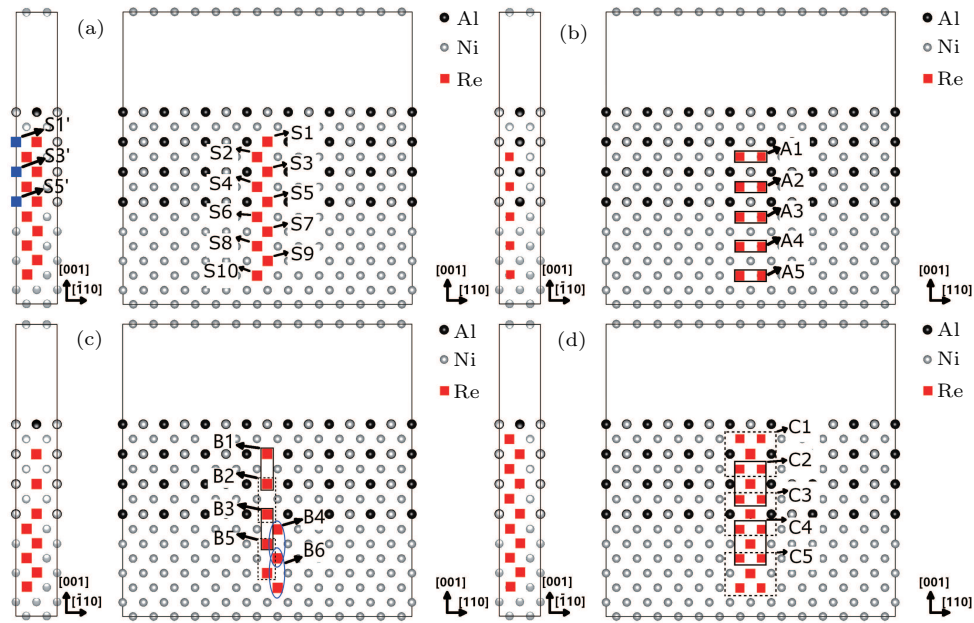 (a)
Al
Ni
Re
S1'
S3'
S5'
S1
S2
S3
S4
S5
S6
S7
S8
S9
S10
[001]
[1̄10]
[001]
[110]
(b)
Al
Ni
Re
A1
A2
A3
A4
A5
[001]
[1̄10]
[001]
[110]
(c)
Al
Ni
Re
B1
B2
B3
B4
B5
B6
[001]
[1̄10]
[001]
[110]
(d)
Al
Ni
Re
C1
C2
C3
C4
C5
[001]
[1̄10]
[001]
[110]